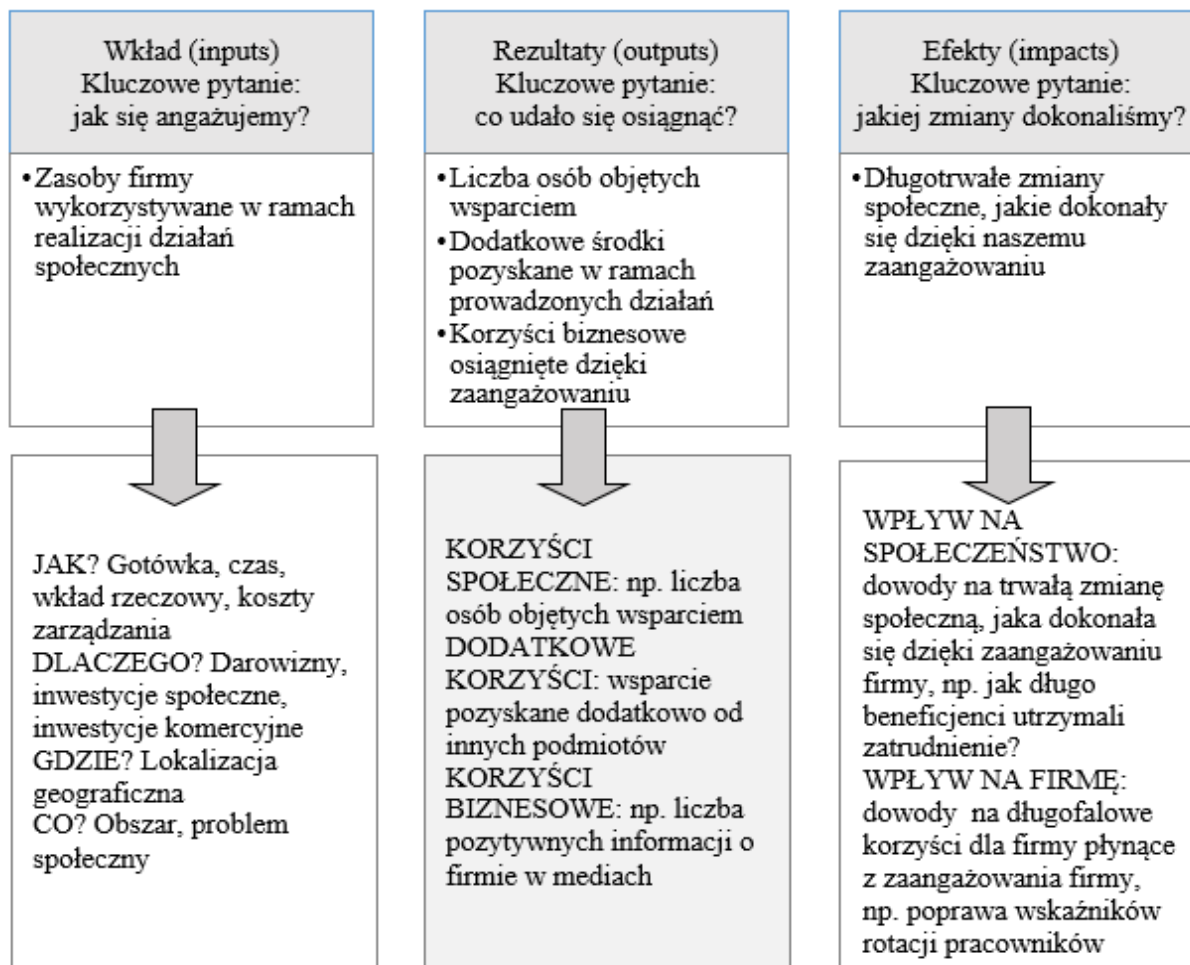 Wkład (inputs)
Kluczowe pytanie:
jak się angażujemy?
•Zasoby firmy
wykorzystywane w ramach
realizacji działań
społecznych
JAK? Gotówka, czas,
wkład rzeczowy, koszty
zarządzania
DLACZEGO? Darowizny,
inwestycje społeczne,
inwestycje komercyjne
GDZIE? Lokalizacja
geograficzna
CO? Obszar, problem
społeczny
Rezultaty (outputs)
Kluczowe pytanie:
co udało się osiągnąć?
•Liczba osób objętych
wsparciem
•Dodatkowe środki
pozyskane w ramach
prowadzonych działań
•Korzyści biznesowe
osiągnięte dzięki
zaangażowaniu
KORZYŚCI
SPOŁECZNE: np. liczba
osób objętych wsparciem
DODATKOWE
KORZYŚCI: wsparcie
pozyskane dodatkowo od
innych podmiotów
KORZYŚCI
BIZNESOWE: np. liczba
pozytywnych informacji o
firmie w mediach
Efekty (impacts)
Kluczowe pytanie:
jakiej zmiany dokonaliśmy?
•Długotrwałe zmiany
społeczne, jakie dokonały
się dzięki naszemu
zaangażowaniu
WPŁYW NA
SPOŁECZEŃSTWO:
dowody na trwałą zmianę
społeczną, jaka dokonała
się dzięki zaangażowaniu
firmy, np. jak długo
beneficjenci utrzymali
zatrudnienie?
WPŁYW NA FIRMĘ:
dowody na długofalowe
korzyści dla firmy płynące
z zaangażowania firmy,
np. poprawa wskaźników
rotacji pracowników